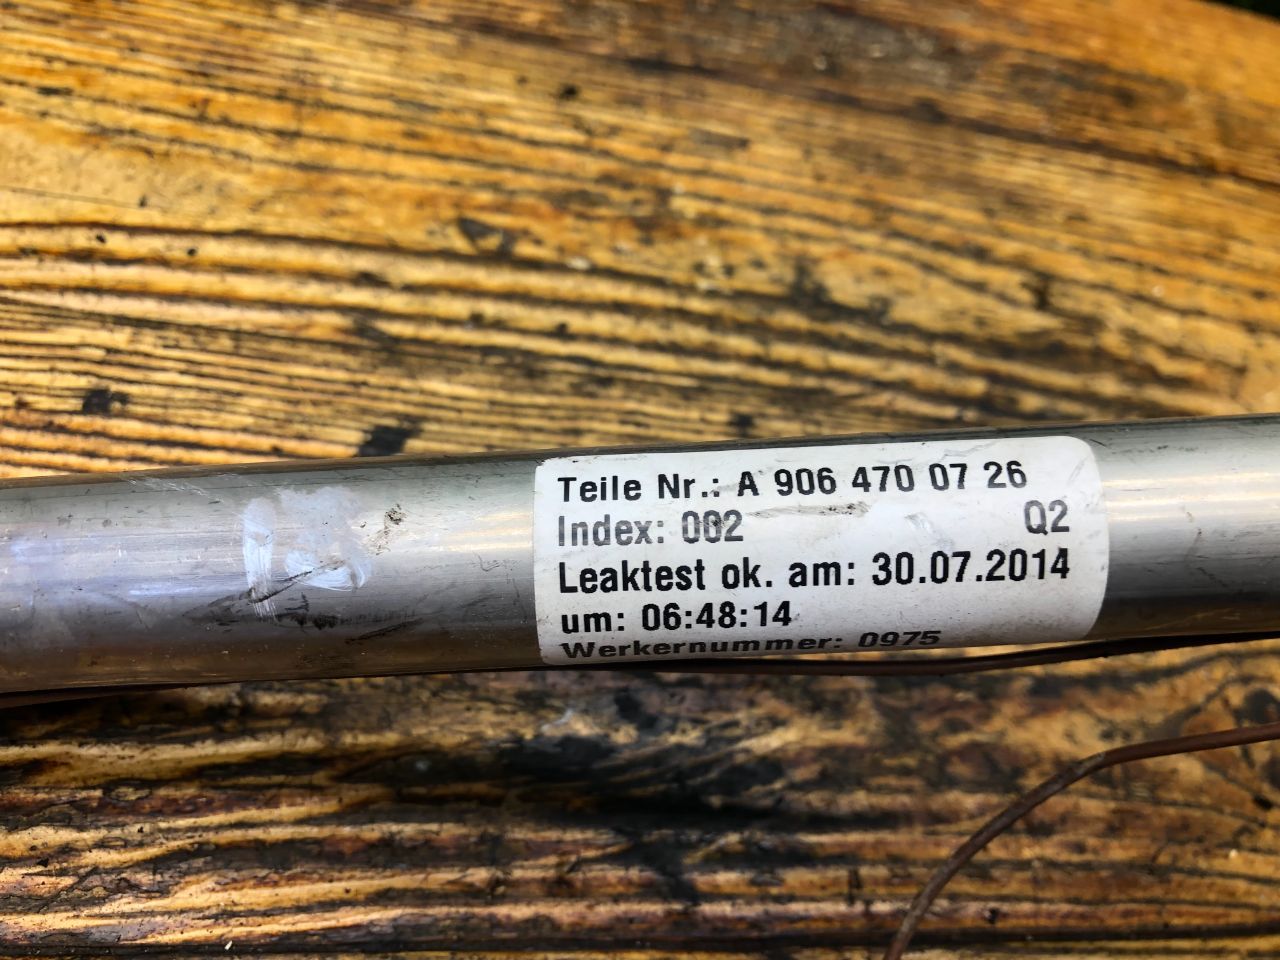 Teile Nr.: A 906 470 07 26
Index: 002 Q2
Leaktest ok. am: 30.07.2014
um: 06:48:14
Werkernummer: 0975